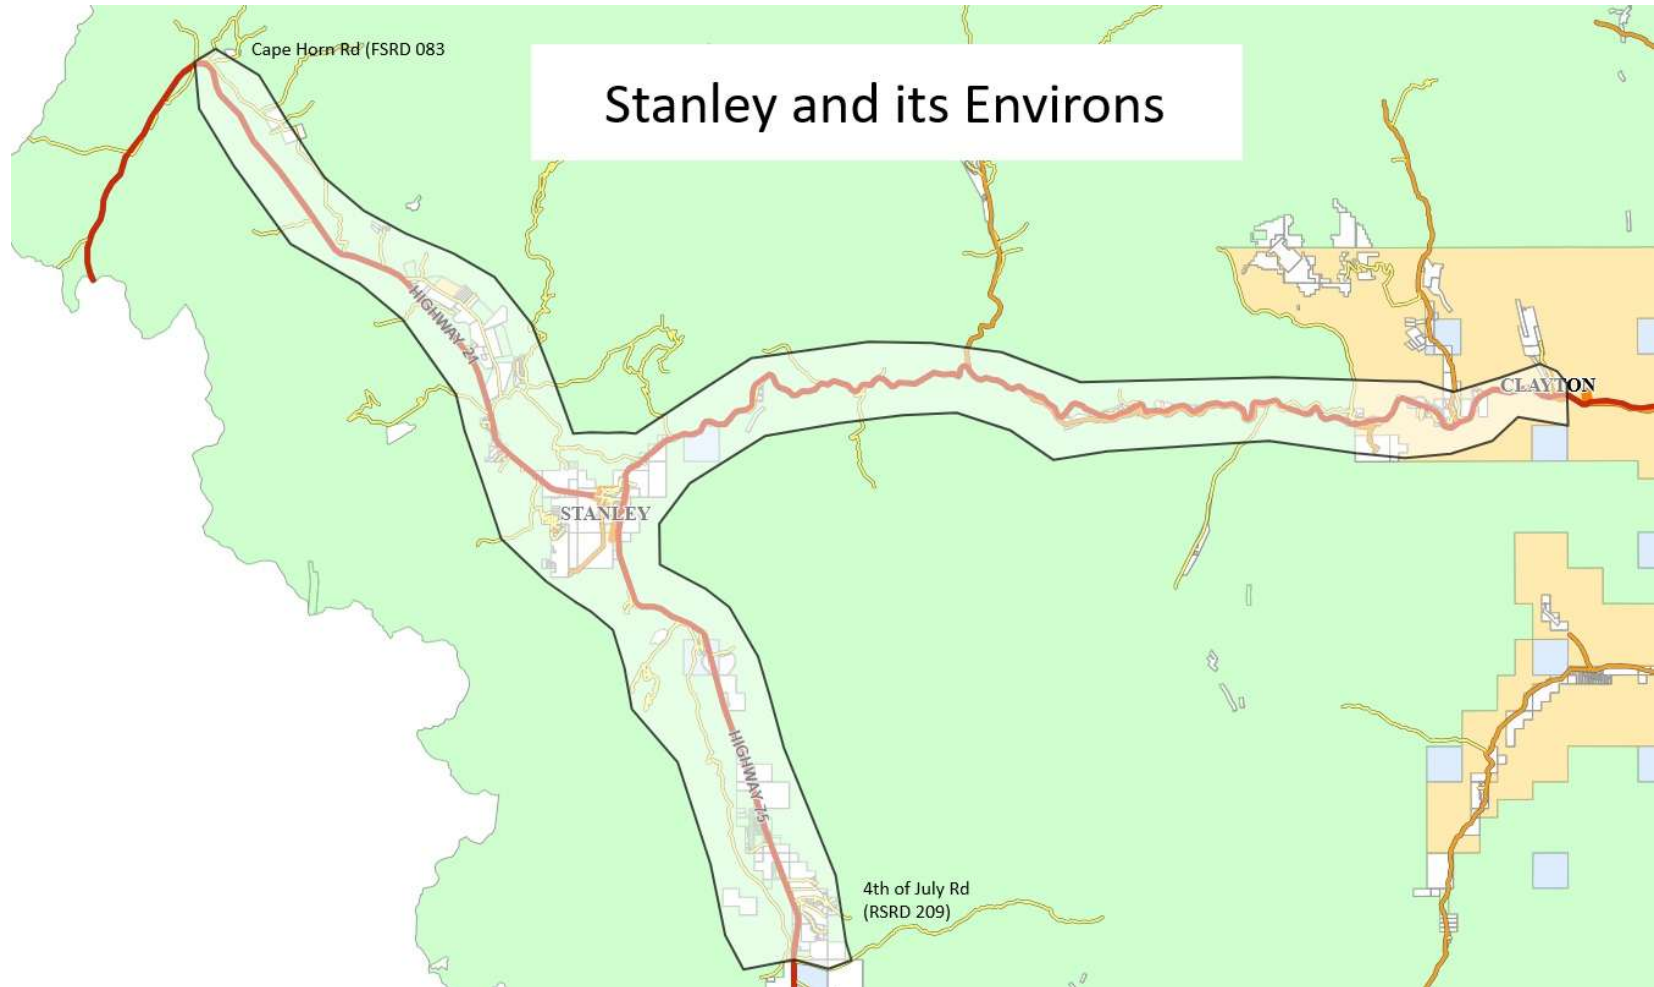 Cape Horn Rd (FSRD 083
Stanley and its Environs
HIGHWAY 21
CLAYTON
STANLEY
HIGHWAY 75
4th of July Rd
(RSRD 209)